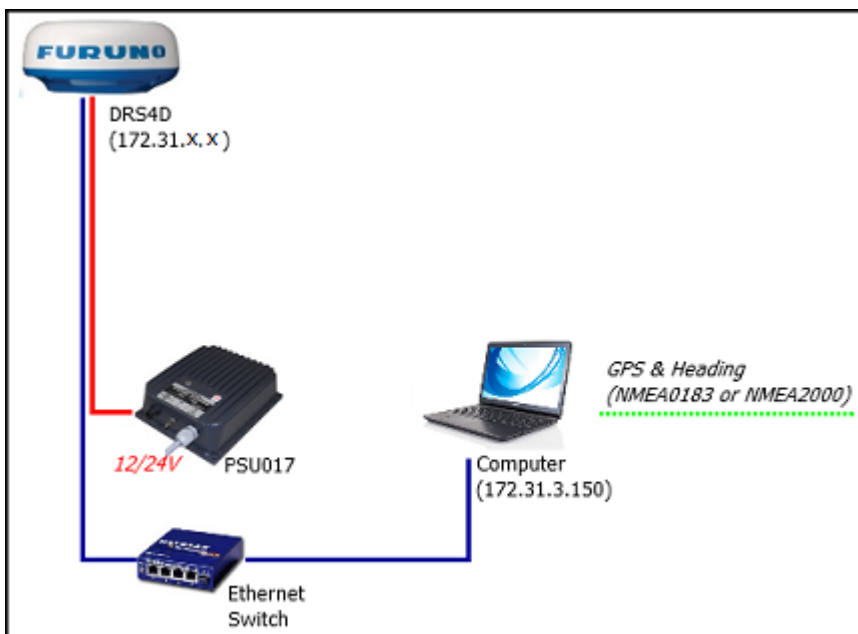 FURUNO
DRS4D
(172.31.x.x)
GPS & Heading
(NMEA0183 or NMEA2000)
12/24V
PSU017
Computer
(172.31.3.150)
Ethernet
Switch